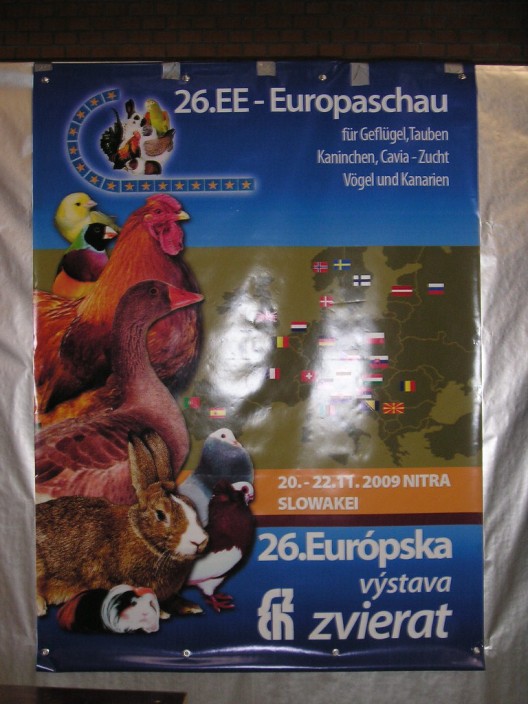 26.EE - Europaschau
für Geflügel,Tauben
Kaninchen, Cavia - Zucht
Vögel und Kanarien
20. - 22.11. 2009 NITRA
SLOWAKEI
26.Európska
výstava
zvierat